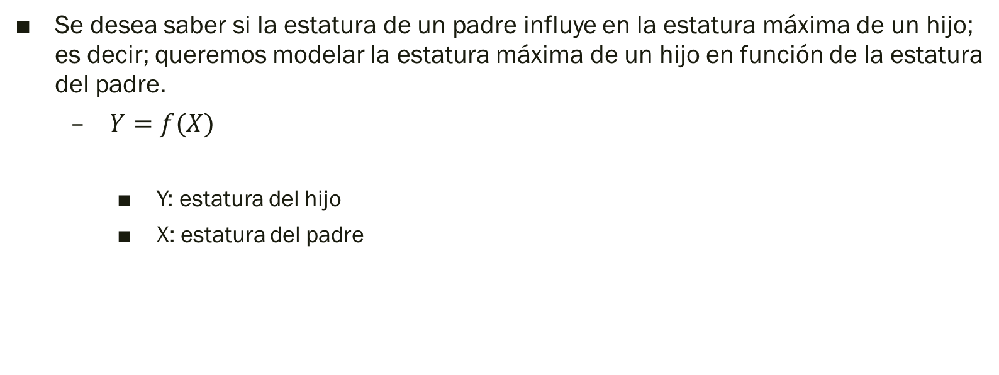 ▪ Se desea saber si la estatura de un padre influye en la estatura máxima de un hijo;
es decir; queremos modelar la estatura máxima de un hijo en función de la estatura
del padre.
– Y = f(X)
▪ Y: estatura del hijo
▪ X: estatura del padre